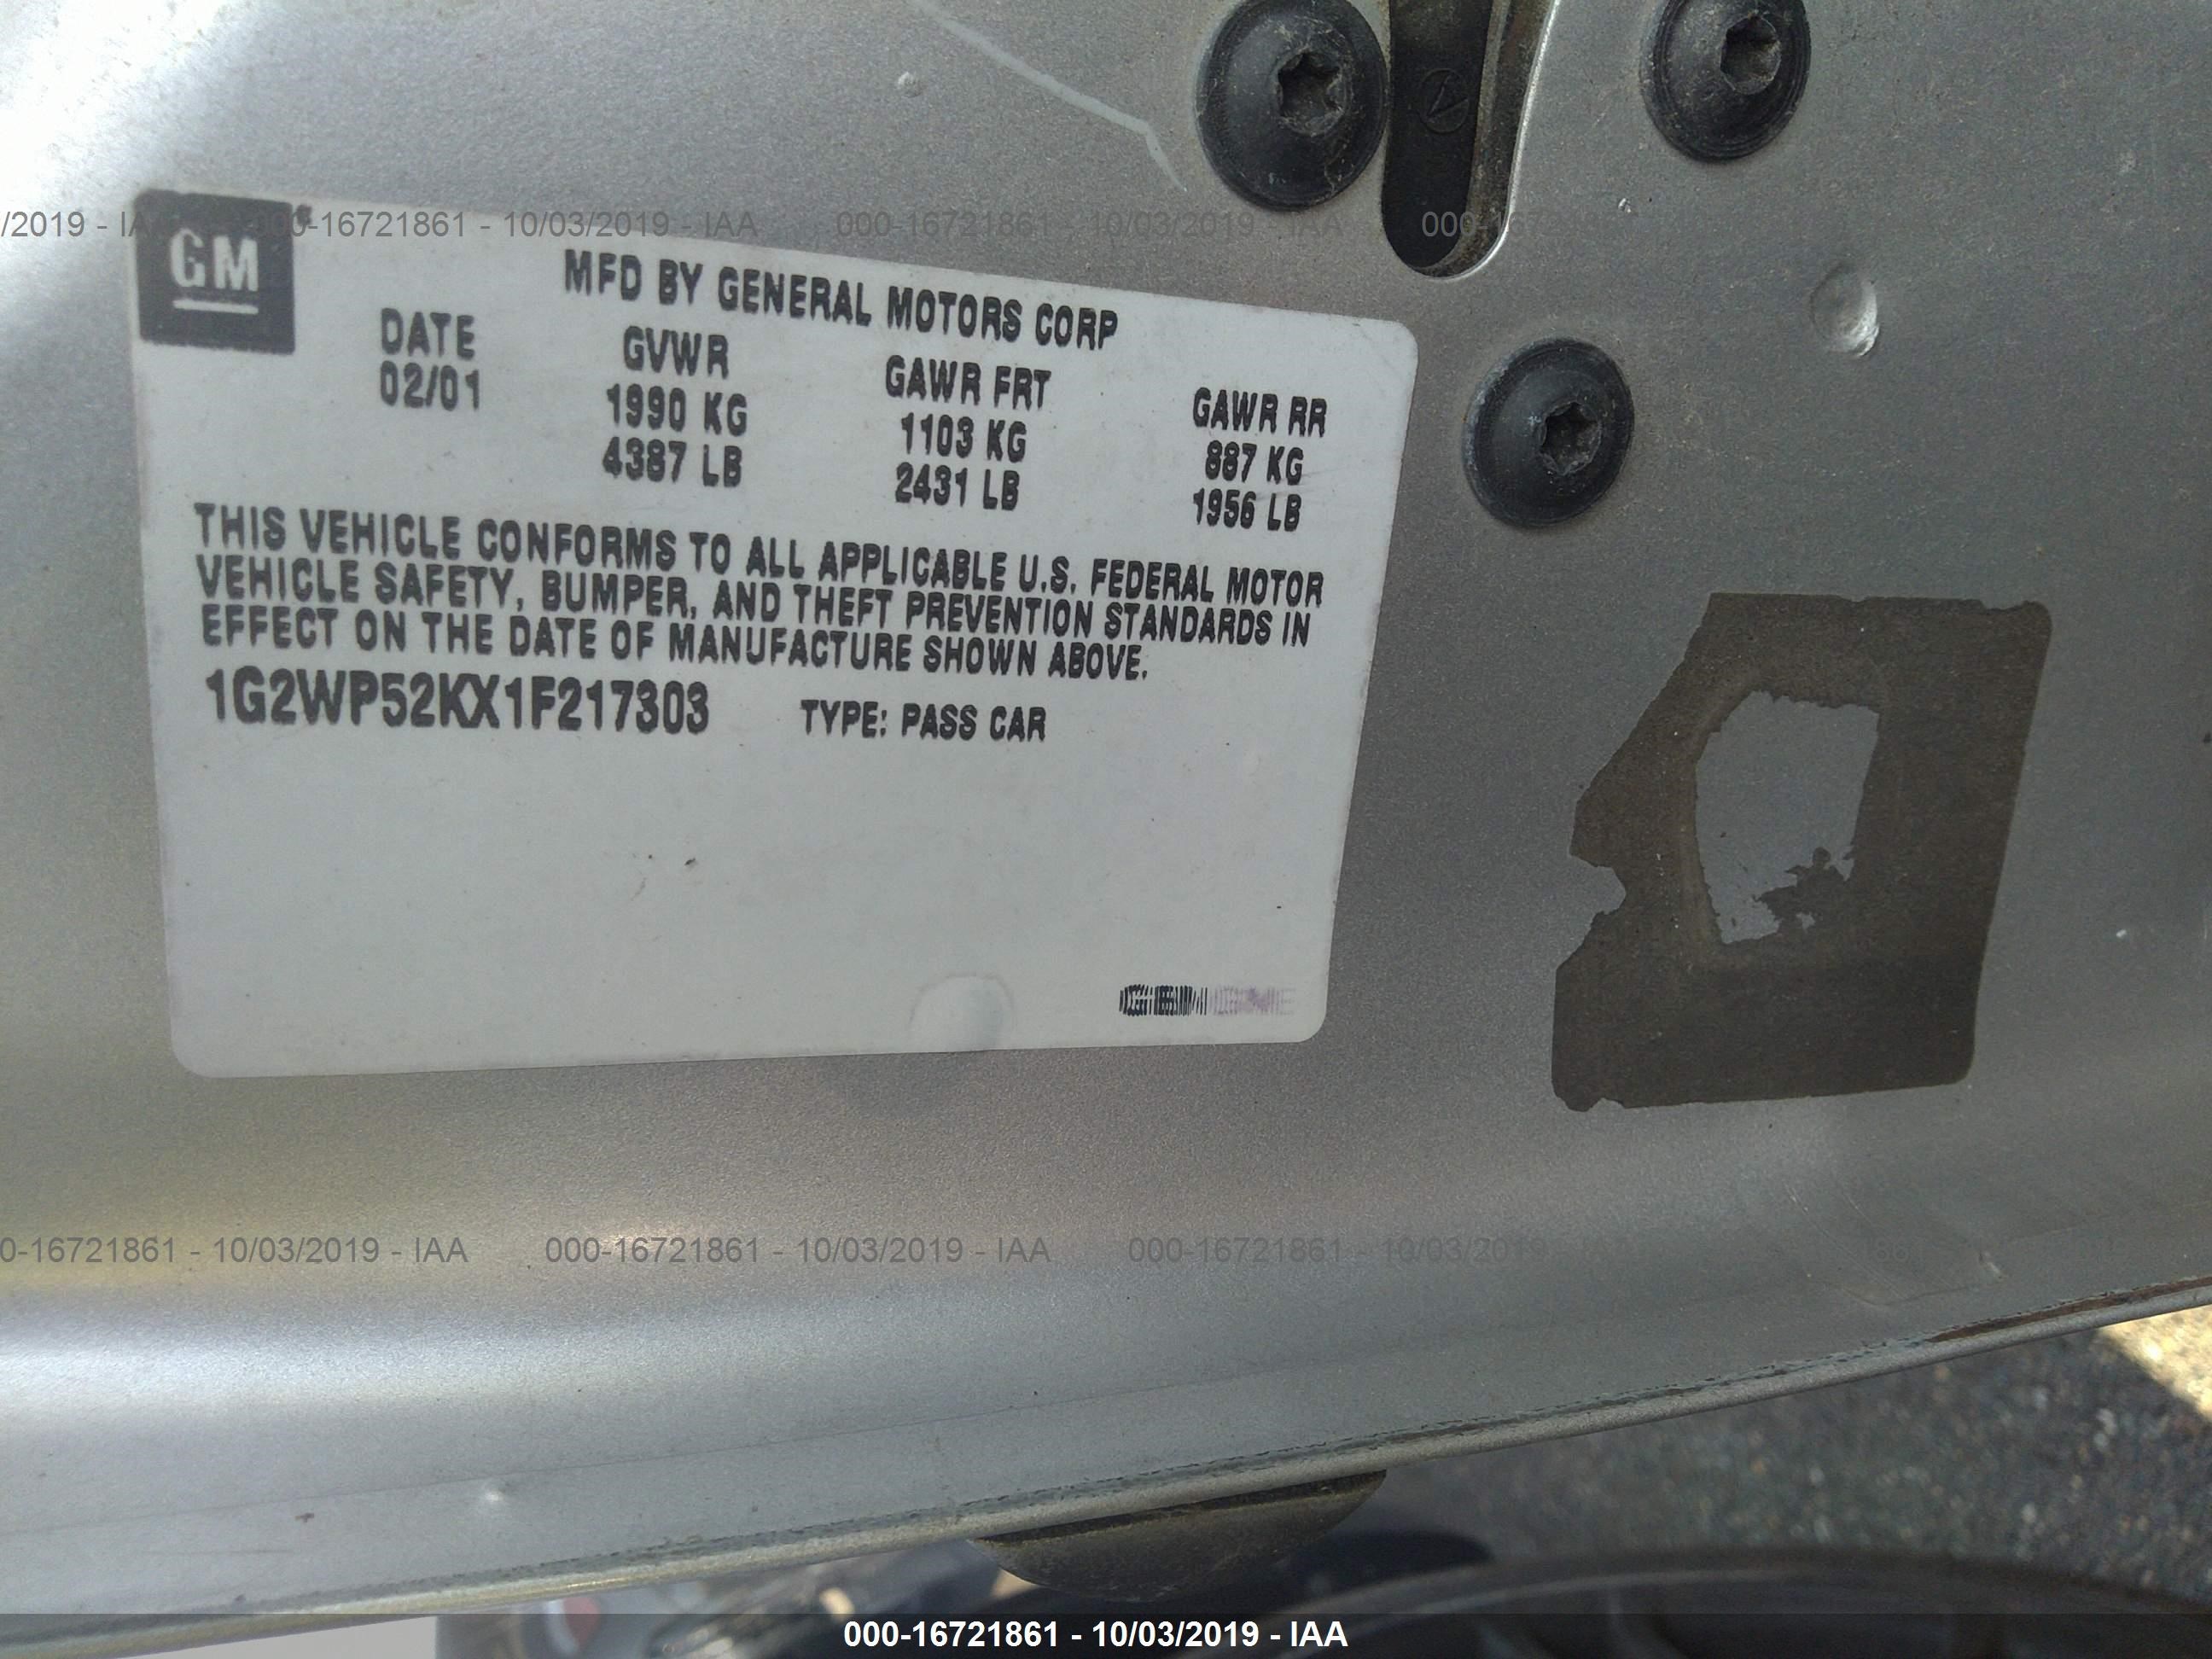 /2019 - IAA 000-16721861 - 10/03/2019 - IAA 000-16721861 - 10/03/2019 - IAA
GM
MFD BY GENERAL MOTORS CORP
DATE GVWR GAWR FRT GAWR RR
02/01 1990 KG 1103 KG 887 KG
4387 LB 2431 LB 1956 LB
THIS VEHICLE CONFORMS TO ALL APPLICABLE U.S. FEDERAL MOTOR
VEHICLE SAFETY, BUMPER, AND THEFT PREVENTION STANDARDS IN
EFFECT ON THE DATE OF MANUFACTURE SHOWN ABOVE.
1G2WP52KX1F217303 TYPE: PASS CAR
0-16721861 - 10/03/2019 - IAA 000-16721861 - 10/03/2019 - IAA 000-16721861 - 10/03/2019 - IAA
000-16721861 - 10/03/2019 - IAA